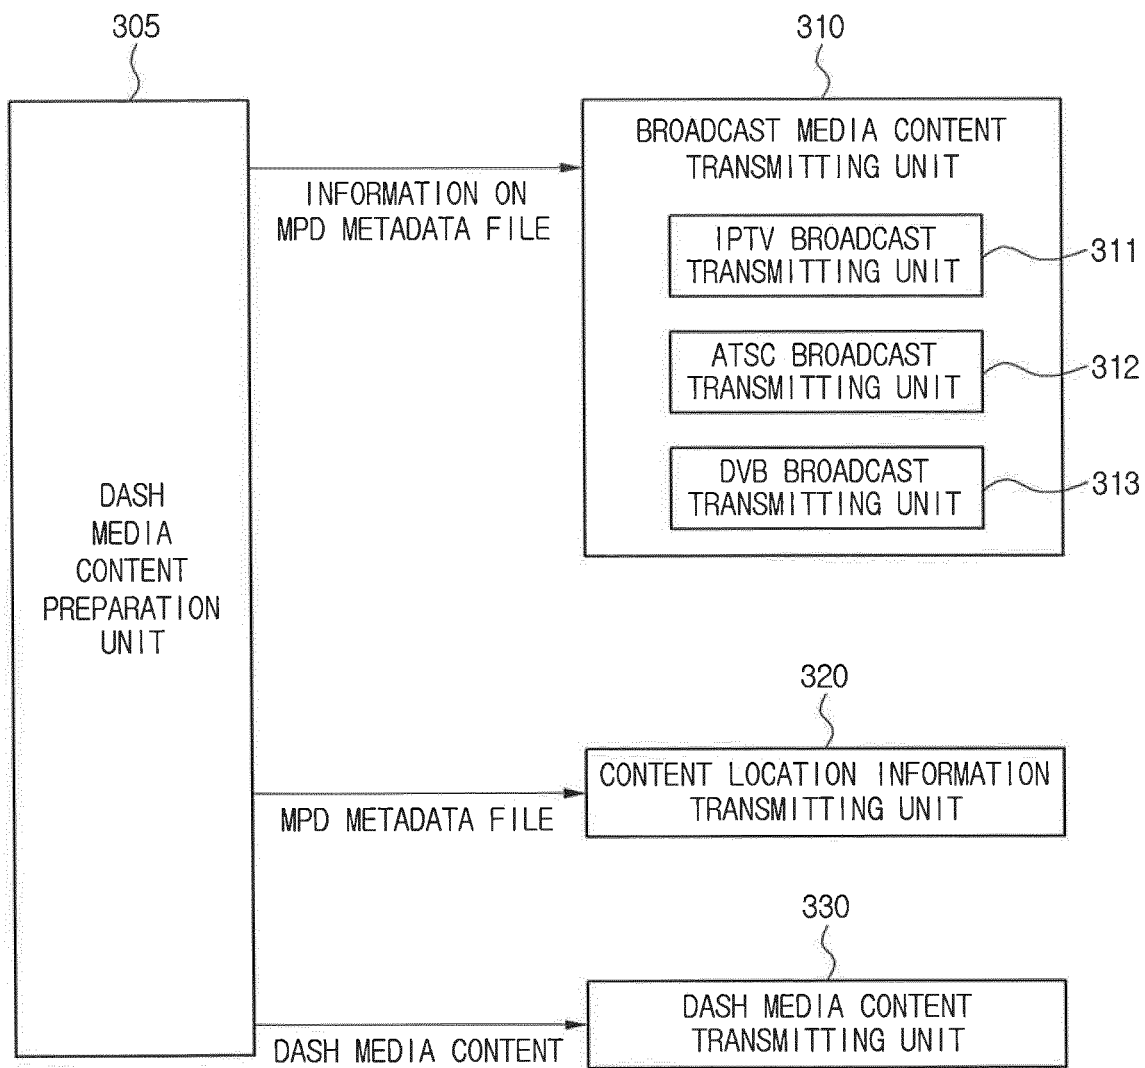 305
310
DASH
MEDIA
CONTENT
PREPARATION
UNIT
INFORMATION ON
MPD METADATA FILE
BROADCAST MEDIA CONTENT
TRANSMITTING UNIT
IPTV BROADCAST
TRANSMITTING UNIT
311
ATSC BROADCAST
TRANSMITTING UNIT
312
DVB BROADCAST
TRANSMITTING UNIT
313
320
MPD METADATA FILE
CONTENT LOCATION INFORMATION
TRANSMITTING UNIT
330
DASH MEDIA CONTENT
DASH MEDIA CONTENT
TRANSMITTING UNIT